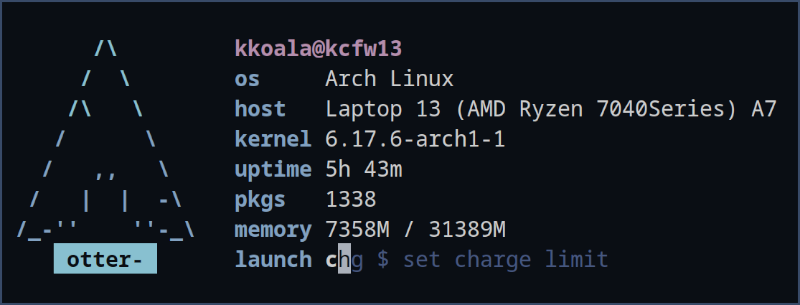 kkoala@kcfw13
os Arch Linux
host Laptop 13 (AMD Ryzen 7040Series) A7
kernel 6.17.6-arch1-1
uptime 5h 43m
pkgs 1338
memory 7358M / 31389M
otter- launch chg $ set charge limit